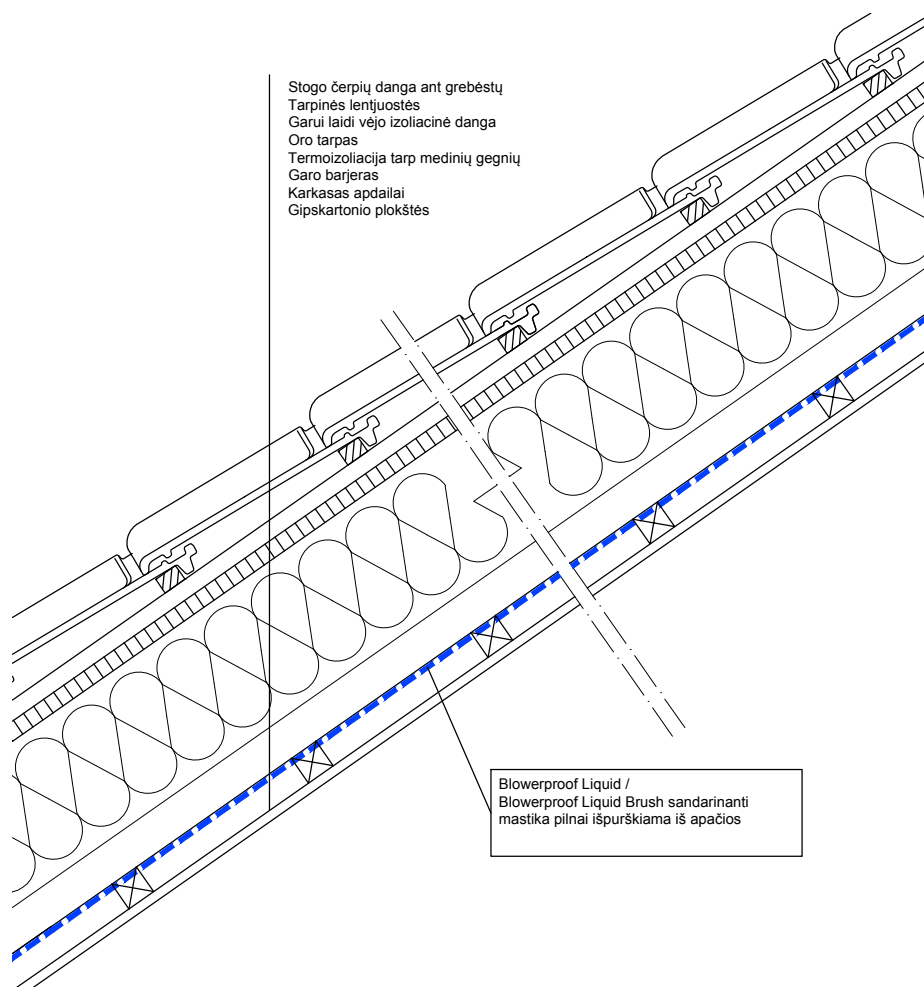 Stogo čerpių danga ant grebėstų
Tarpinės lentjuostės
Garui laidi vėjo izoliacinė danga
Oro tarpas
Termoizoliacija tarp medinių gegnių
Garo barjeras
Karkasas apdailai
Gipskartonio plokštės
Blowerproof Liquid /
Blowerproof Liquid Brush sandarinanti
mastika pilnai išpurškiama iš apačios